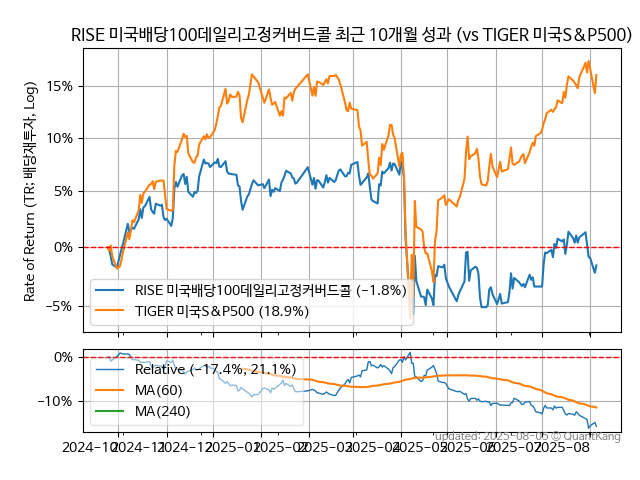 RISE 미국배당100데일리고정커버드콜 최근 10개월 성과 (vs TIGER 미국S&P500)
Rate of Return (TR: 배당재투자, Log)
15%
10%
5%
0%
−5%
RISE 미국배당100데일리고정커버드콜 (−1.8%)
TIGER 미국S&P500 (18.9%)
0%
−10%
Relative (−17.4%, 21.1%)
MA(60)
MA(240)
updated: 2025-08-05 © QuantKang
2024-10 2024-11 2024-12 2025-01 2025-02 2025-03 2025-04 2025-05 2025-06 2025-07 2025-08